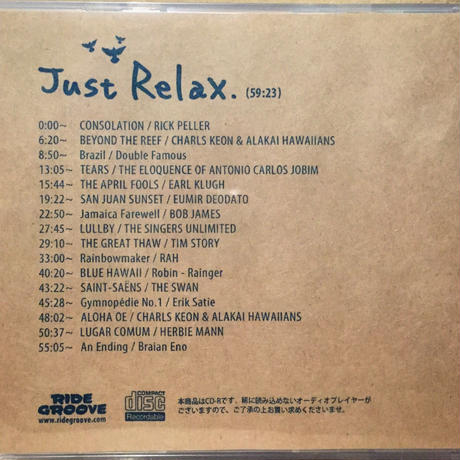 Just Relax. (59:23)
0:00~ CONSOLATION / RICK PELLER
6:20~ BEYOND THE REEF / CHARLS KEON & ALAKAI HAWAIIANS
8:50~ Brazil / Double Famous
13:05~ TEARS / THE ELOQUENCE OF ANTONIO CARLOS JOBIM
15:44~ THE APRIL FOOLS / EARL KLUGH
19:22~ SAN JUAN SUNSET / EUMIR DEODATO
22:50~ Jamaica Farewell / BOB JAMES
27:45~ LULLBY / THE SINGERS UNLIMITED
29:10~ THE GREAT THAW / TIM STORY
33:00~ Rainbowmaker / RAH
40:20~ BLUE HAWAII / Robin - Rainger
43:22~ SAINT-SAËNS / THE SWAN
45:28~ Gymnopédie No.1 / Erik Satie
48:02~ ALOHA OE / CHARLS KEON & ALAKAI HAWAIIANS
50:37~ LUGAR COMUM / HERBIE MANN
55:05~ An Ending / Braian Eno
RIDE GROOVE
www.ridegroove.com
COMPACT disc Recordable
本商品はCD-Rです。稀に読み込めないオーディオプレイヤーが
ございますので、ご了承の上お買い求めくださいませ。